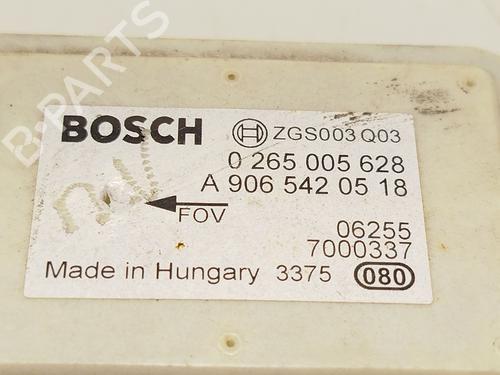 B-PARTS
BOSCH ZGS003 Q03
0 265 005 628
A 906 542 05 18
FOV
06255
7000337
Made in Hungary 3375 080